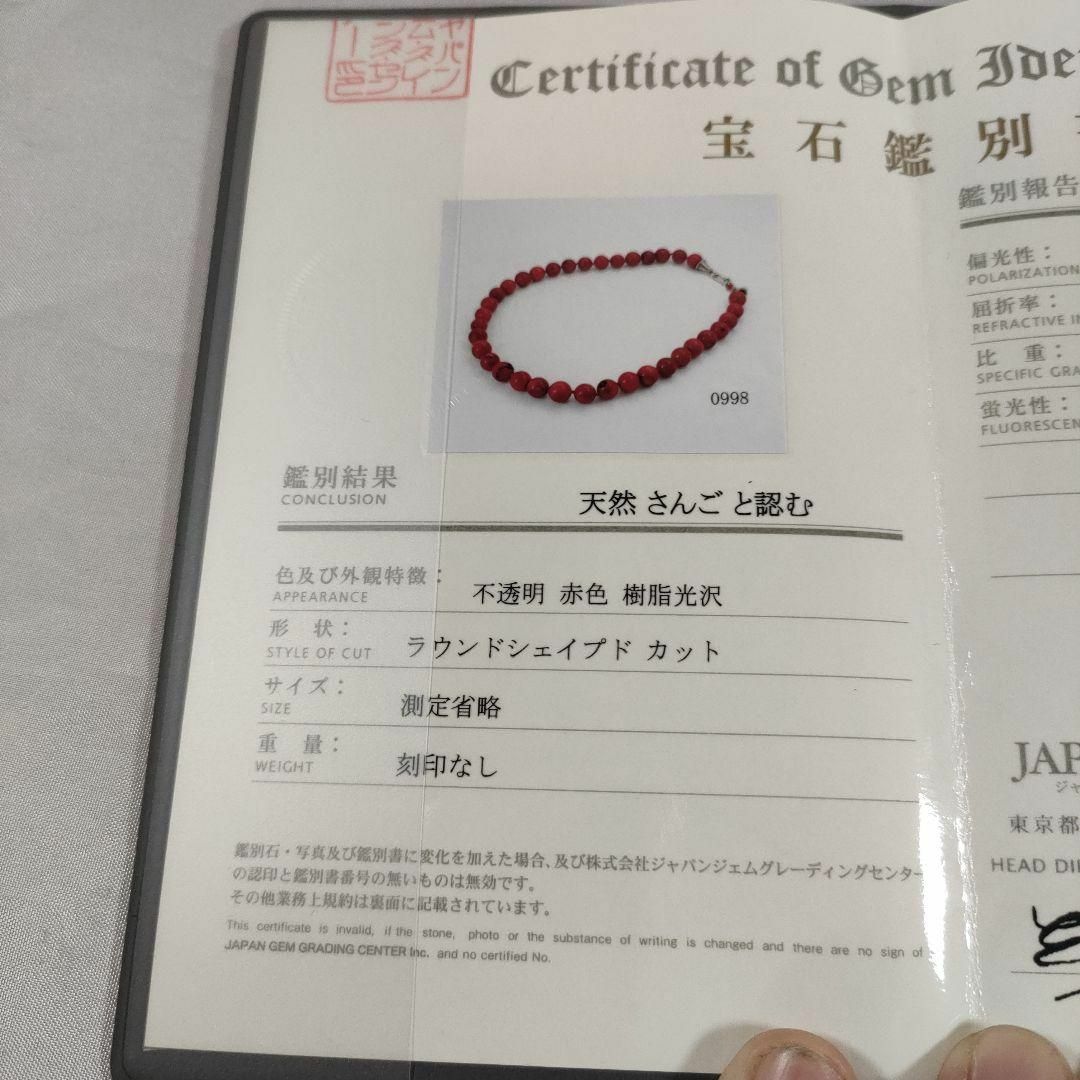 Certificate of Gem
宝石鑑別
0998
鑑別結果
CONCLUSION
天然 さんご と認む
色及び外観特徴：
APPEARANCE
不透明 赤色 樹脂光沢
形 状：
STYLE OF CUT
ラウンドシェイプド カット
サイズ：
SIZE
測定省略
重 量：
WEIGHT
刻印なし
鑑別石・写真及び鑑別書に変化を加えた場合、及び株式会社ジャパンジェムグレーディングセンター
の認印と鑑別書番号の無いものは無効です。
その他業務上規約は裏面に記載されています。
This certificate is invalid, if the stone, photo or the substance of writing is changed and there are no sign of
JAPAN GEM GRADING CENTER Inc. and no certified No.
鑑別報告
偏光性：
POLARIZATION
屈折率：
REFRACTIVE
比 重：
SPECIFIC
蛍光性：
東京都
HEAD